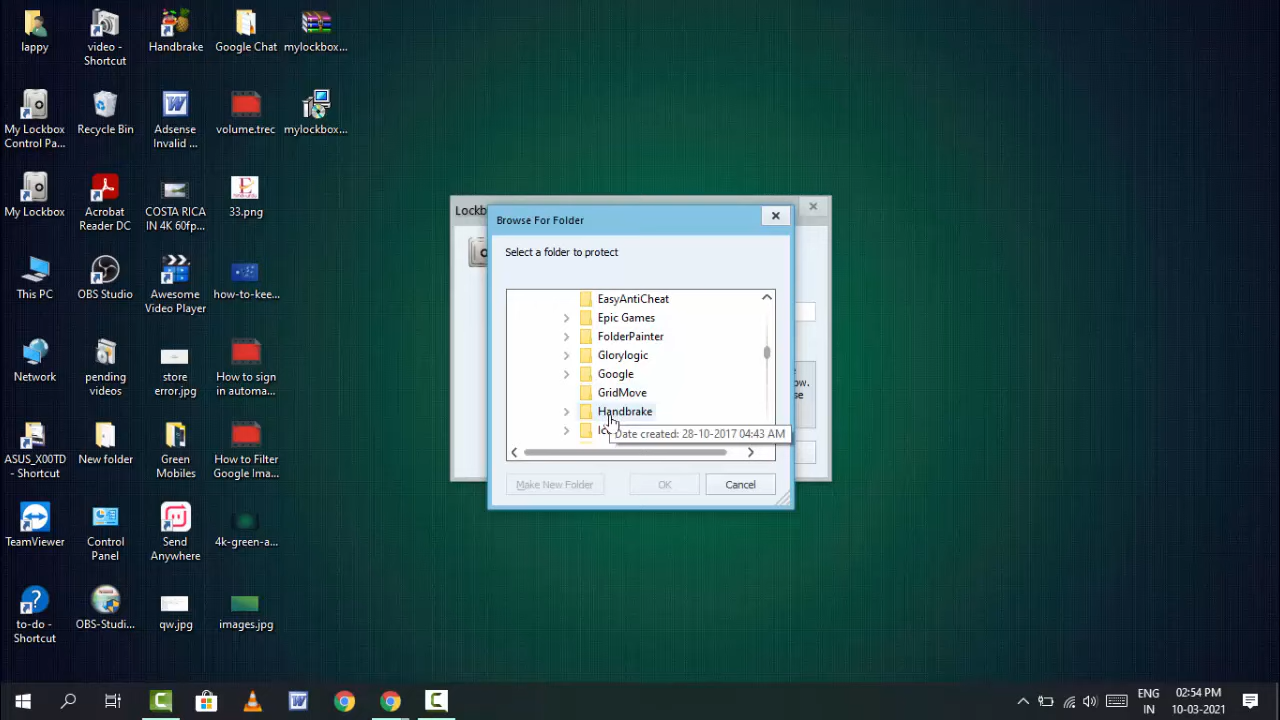 lappy
video -
Shortcut
Handbrake
Google Chat
mylockbox...
My Lockbox
Control Pa...
Recycle Bin
Adsense
Invalid ...
volume.trec
mylockbox...
My Lockbox
Acrobat
Reader DC
COSTA RICA
IN 4K 60fp...
33.png
This PC
OBS Studio
Awesome
Video Player
how-to-kee...
Network
pending
videos
store
error.jpg
How to sign
in automa...
ASUS_X00TD
- Shortcut
New folder
Green
Mobiles
How to Filter
Google Ima...
TeamViewer
Control
Panel
Send
Anywhere
4k-green-a...
to-do -
Shortcut
OBS-Studi...
qw.jpg
images.jpg
Lockb
Browse For Folder
Select a folder to protect
EasyAntiCheat
Epic Games
FolderPainter
Glorylogic
Google
GridMove
Handbrake
Date created: 28-10-2017 04:43 AM
Make New Folder
OK
Cancel
ow.
se
ENG
IN
02:54 PM
10-03-2021